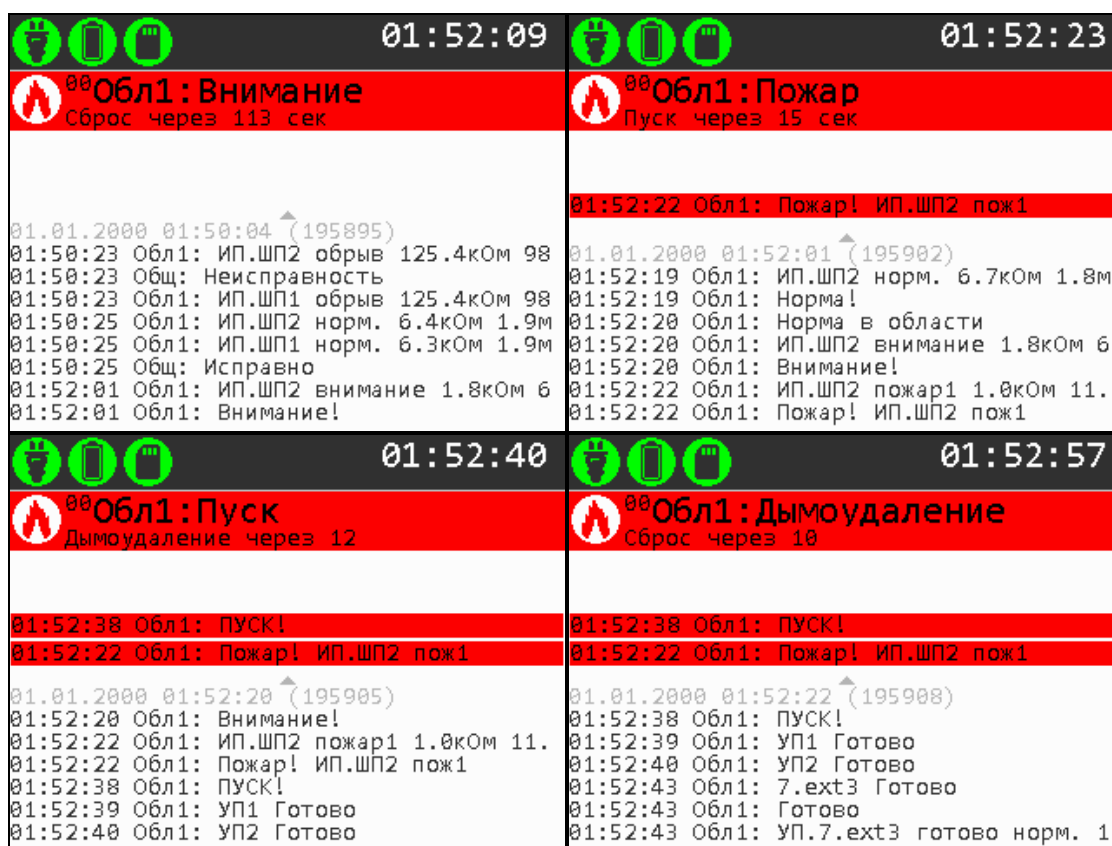 01:52:09
00Обл1:Внимание
Сброс через 113 сек
01.01.2000 01:50:04 (195895)
01:50:23 Обл1: ИП.ШП2 обрыв 125.4кОм 98
01:50:23 Общ: Неисправность
01:50:23 Обл1: ИП.ШП1 обрыв 125.4кОм 98
01:50:25 Обл1: ИП.ШП2 норм. 6.4кОм 1.9м
01:50:25 Обл1: ИП.ШП1 норм. 6.3кОм 1.9м
01:50:25 Общ: Исправно
01:52:01 Обл1: ИП.ШП2 внимание 1.8кОм 6
01:52:01 Обл1: Внимание!
01:52:23
00Обл1:Пожар
Пуск через 15 сек
01:52:22 Обл1: Пожар! ИП.ШП2 пож1
01.01.2000 01:52:01 (195902)
01:52:19 Обл1: ИП.ШП2 норм. 6.7кОм 1.8м
01:52:19 Обл1: Норма!
01:52:20 Обл1: Норма в области
01:52:20 Обл1: ИП.ШП2 внимание 1.8кОм 6
01:52:20 Обл1: Внимание!
01:52:22 Обл1: ИП.ШП2 пожар1 1.0кОм 11.
01:52:22 Обл1: Пожар! ИП.ШП2 пож1
01:52:40
00Обл1:Пуск
Дымоудаление через 12
01:52:38 Обл1: ПУСК!
01:52:22 Обл1: Пожар! ИП.ШП2 пож1
01.01.2000 01:52:20 (195905)
01:52:20 Обл1: Внимание!
01:52:22 Обл1: ИП.ШП2 пожар1 1.0кОм 11.
01:52:22 Обл1: Пожар! ИП.ШП2 пож1
01:52:38 Обл1: ПУСК!
01:52:39 Обл1: УП1 Готово
01:52:40 Обл1: УП2 Готово
01:52:57
00Обл1:Дымоудаление
Сброс через 10
01:52:38 Обл1: ПУСК!
01:52:22 Обл1: Пожар! ИП.ШП2 пож1
01.01.2000 01:52:22 (195908)
01:52:38 Обл1: ПУСК!
01:52:39 Обл1: УП1 Готово
01:52:40 Обл1: УП2 Готово
01:52:43 Обл1: 7.ext3 Готово
01:52:43 Обл1: Готово
01:52:43 Обл1: УП.7.ext3 готово норм. 1